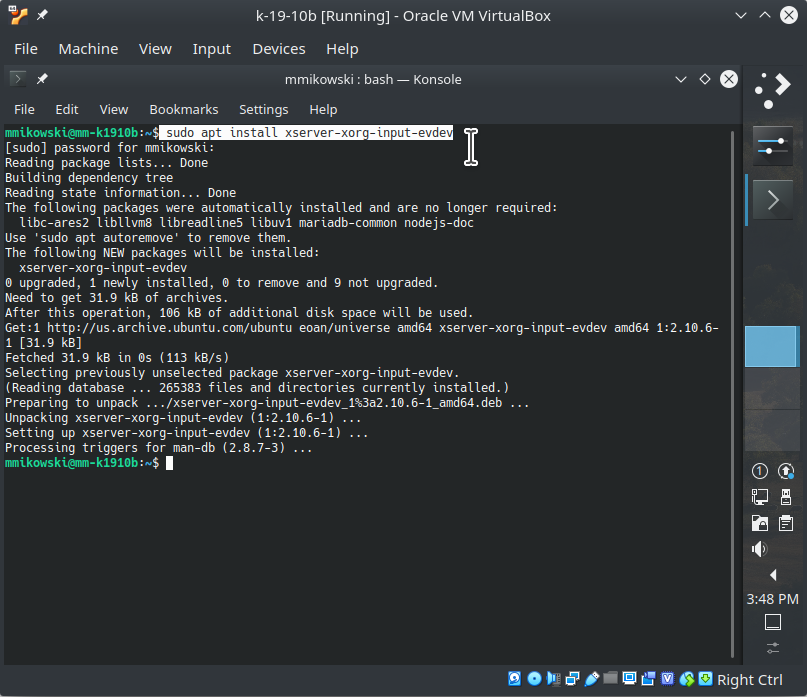 k-19-10b [Running] - Oracle VM VirtualBox
File Machine View Input Devices Help
mmikowski : bash — Konsole
File Edit View Bookmarks Settings Help
mmikowski@mm-k1910b:~$ sudo apt install xserver-xorg-input-evdev
[sudo] password for mmikowski:
Reading package lists... Done
Building dependency tree
Reading state information... Done
The following packages were automatically installed and are no longer required:
  libc-ares2 libllvm8 libreadline5 libuv1 mariadb-common nodejs-doc
Use 'sudo apt autoremove' to remove them.
The following NEW packages will be installed:
  xserver-xorg-input-evdev
0 upgraded, 1 newly installed, 0 to remove and 9 not upgraded.
Need to get 31.9 kB of archives.
After this operation, 106 kB of additional disk space will be used.
Get:1 http://us.archive.ubuntu.com/ubuntu eoan/universe amd64 xserver-xorg-input-evdev amd64 1:2.10.6-
1 [31.9 kB]
Fetched 31.9 kB in 0s (113 kB/s)
Selecting previously unselected package xserver-xorg-input-evdev.
(Reading database ... 265383 files and directories currently installed.)
Preparing to unpack .../xserver-xorg-input-evdev_1%3a2.10.6-1_amd64.deb ...
Unpacking xserver-xorg-input-evdev (1:2.10.6-1) ...
Setting up xserver-xorg-input-evdev (1:2.10.6-1) ...
Processing triggers for man-db (2.8.7-3) ...
mmikowski@mm-k1910b:~$
1
3:48 PM
Right Ctrl